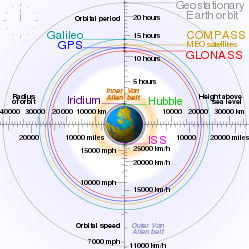 Geostationary
Earth orbit
Orbital period
20 hours
Galileo
GPS
15 hours
COMPASS
MEO satellites
GLONASS
10 hours
5 hours
Radius
of orbit
Inner Van
Allen belt
Height above
sea level
Iridium
Hubble
40000
30000
20000
10000 km
10000 km
20000
30000
ISS
20000
10000 miles
10000 miles
20000
15000 mph
25000 km/h
20000 km/h
10000 mph
15000 km/h
Orbital speed
Outer Van
Allen belt
7000 mph
11000 km/h